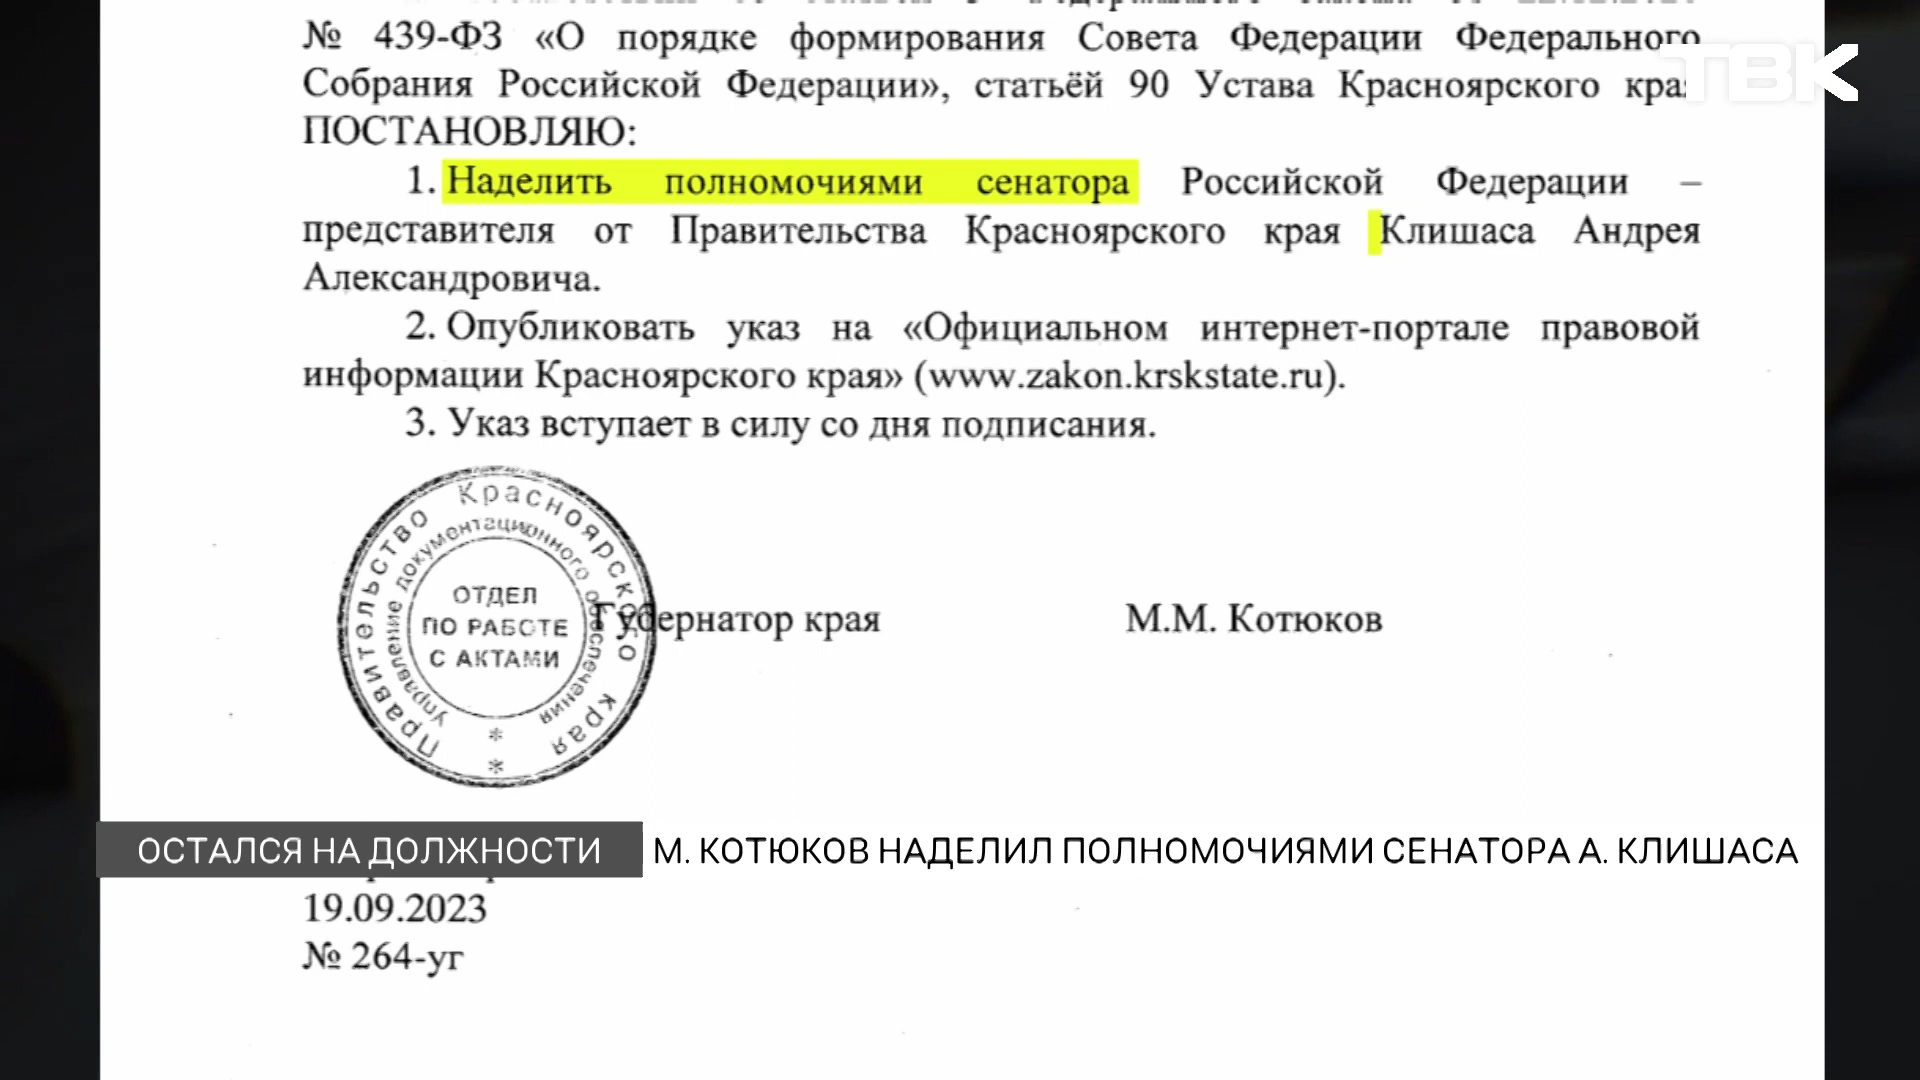 № 439-ФЗ «О порядке формирования Совета Федерации Федерального
Собрания Российской Федерации», статьёй 90 Устава Красноярского края
ТВК
ПОСТАНОВЛЯЮ:
1. Наделить полномочиями сенатора Российской Федерации –
представителя от Правительства Красноярского края Клишаса Андрея
Александровича.
2. Опубликовать указ на «Официальном интернет-портале правовой
информации Красноярского края» (www.zakon.krskstate.ru).
3. Указ вступает в силу со дня подписания.
Правительство Красноярского края
Управление документационного обеспечения
ОТДЕЛ
ПО РАБОТЕ
С АКТАМИ
* *
Губернатор края М.М. Котюков
ОСТАЛСЯ НА ДОЛЖНОСТИ М. КОТЮКОВ НАДЕЛИЛ ПОЛНОМОЧИЯМИ СЕНАТОРА А. КЛИШАСА
19.09.2023
№ 264-уг